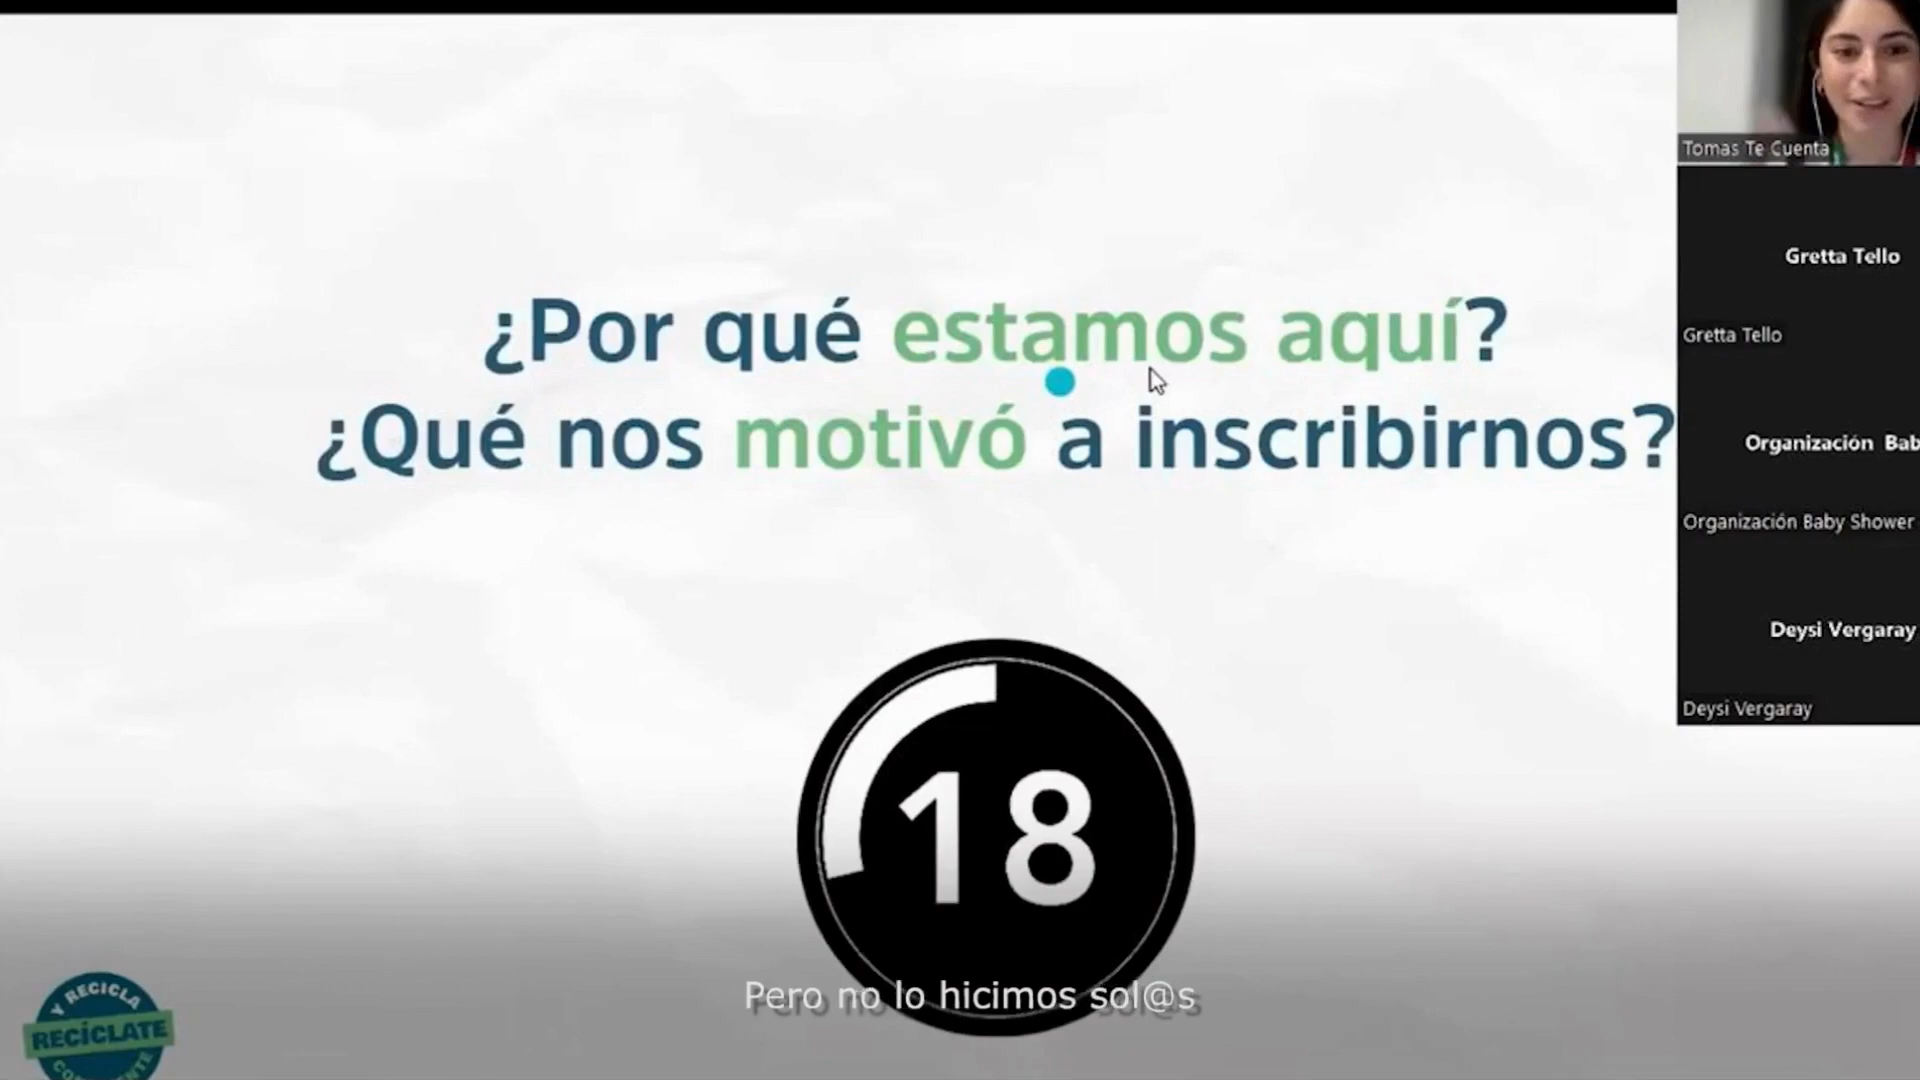 ¿Por qué estamos aquí?
¿Qué nos motivó a inscribirnos?
Tomas Te Cuenta
Gretta Tello
Gretta Tello
Organización Bab
Organización Baby Shower
Deysi Vergaray
Deysi Vergaray
18
Pero no lo hicimos sol@s
Y RECICLA
RECÍCLATE